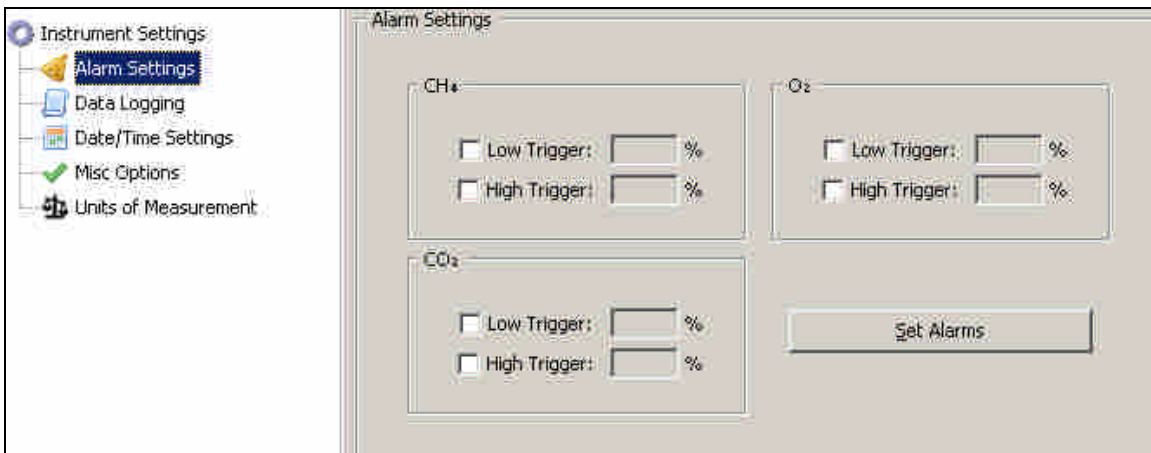 Instrument Settings
Alarm Settings
Data Logging
Date/Time Settings
Misc Options
Units of Measurement
Alarm Settings
CH₄
Low Trigger: %
High Trigger: %
O₂
Low Trigger: %
High Trigger: %
CO₂
Low Trigger: %
High Trigger: %
Set Alarms